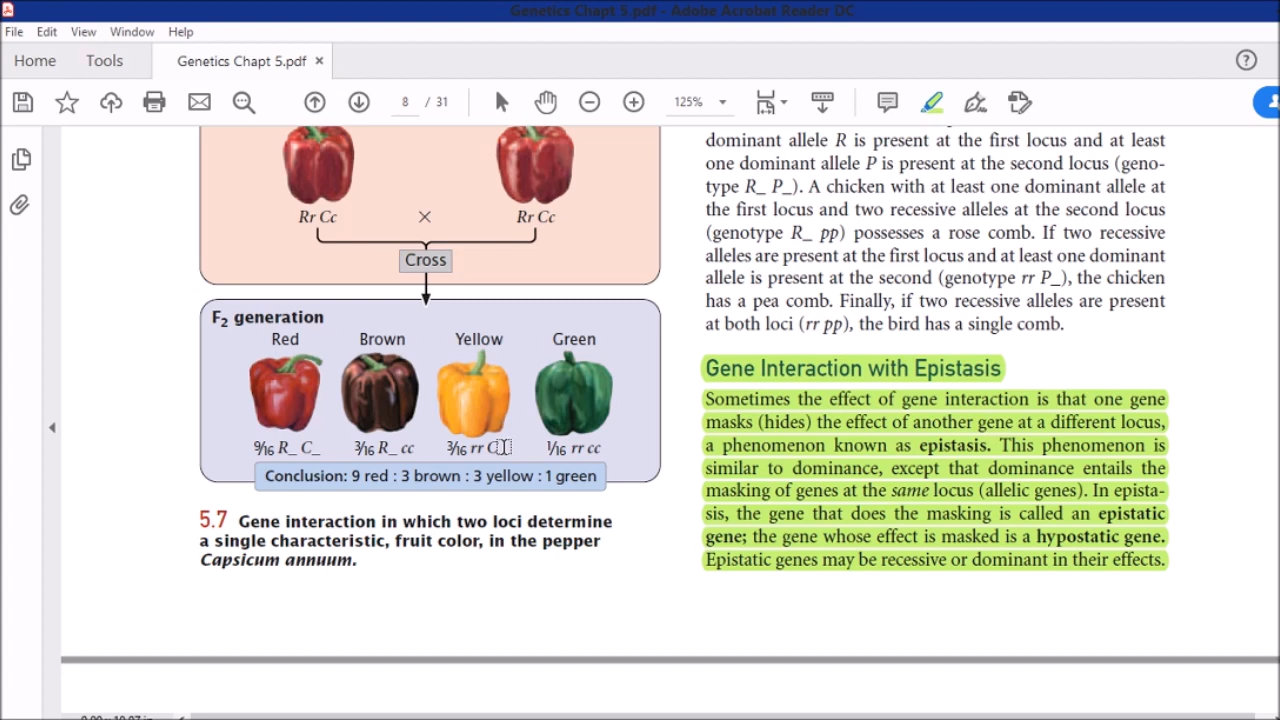 Genetics Chapt 5.pdf - Adobe Acrobat Reader DC
File Edit View Window Help
Home Tools Genetics Chapt 5.pdf ×
8 / 31 125%
Rr Cc × Rr Cc
Cross
F2 generation
Red Brown Yellow Green
9/16 R_ C_ 3/16 R_ cc 3/16 rr C 1/16 rr cc
Conclusion: 9 red : 3 brown : 3 yellow : 1 green
5.7 Gene interaction in which two loci determine
a single characteristic, fruit color, in the pepper
Capsicum annuum.
dominant allele R is present at the first locus and at least
one dominant allele P is present at the second locus (geno-
type R_ P_). A chicken with at least one dominant allele at
the first locus and two recessive alleles at the second locus
(genotype R_ pp) possesses a rose comb. If two recessive
alleles are present at the first locus and at least one dominant
allele is present at the second (genotype rr P_), the chicken
has a pea comb. Finally, if two recessive alleles are present
at both loci (rr pp), the bird has a single comb.
Gene Interaction with Epistasis
Sometimes the effect of gene interaction is that one gene
masks (hides) the effect of another gene at a different locus,
a phenomenon known as epistasis. This phenomenon is
similar to dominance, except that dominance entails the
masking of genes at the same locus (allelic genes). In epista-
sis, the gene that does the masking is called an epistatic
gene; the gene whose effect is masked is a hypostatic gene.
Epistatic genes may be recessive or dominant in their effects.